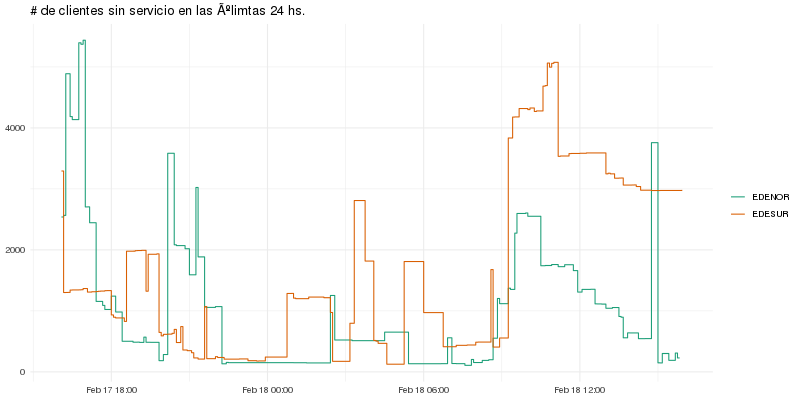 # de clientes sin servicio en las Ãºlimtas 24 hs.
4000
2000
0
Feb 17 18:00
Feb 18 00:00
Feb 18 06:00
Feb 18 12:00
EDENOR
EDESUR